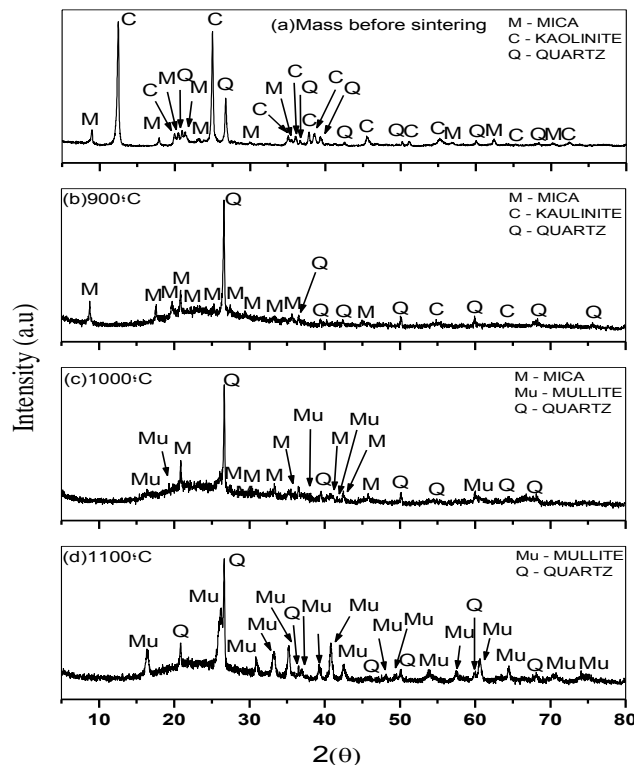 Intensity (a.u)
(a)Mass before sintering
M - MICA
C - KAOLINITE
Q - QUARTZ
M
C
M
C
M
Q
M
M
C
Q
M
C
M
C
Q
C
C
Q
Q
C
Q
C
C
M
Q
M
C
Q
M
C
(b)900¡C
M - MICA
C - KAULINITE
Q - QUARTZ
M
M
M
M
M
M
Q
M
M
M
M
Q
Q
Q
M
Q
C
Q
C
Q
Q
(c)1000¡C
M - MICA
Mu - MULLITE
Q - QUARTZ
Mu
Mu
M
Q
M
M
M
M
Mu
Q
M
Mu
M
M
Q
Q
Mu
Q
Q
(d)1100¡C
Mu - MULLITE
Q - QUARTZ
Mu
Q
Mu
Q
Mu
Mu
Mu
Q
Mu
Mu
Mu
Mu
Q
Mu
Mu
Q
Mu
Mu
Q
Mu
Mu
Q
Mu
Mu
10 20 30 40 50 60 70 80
2(θ)